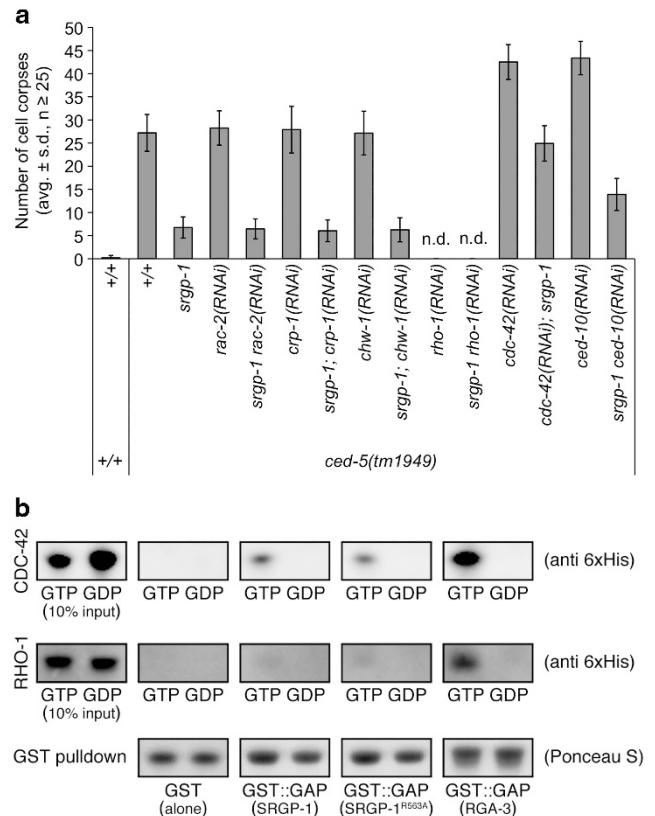 a
Number of cell corpses
(avg. ± s.d., n ≥ 25)
50
45
40
35
30
25
20
15
10
5
0
n.d.
n.d.
+/+
+/+
srgp-1
rac-2(RNAi)
srgp-1 rac-2(RNAi)
crp-1(RNAi)
srgp-1; crp-1(RNAi)
chw-1(RNAi)
srgp-1; chw-1(RNAi)
rho-1(RNAi)
srgp-1 rho-1(RNAi)
cdc-42(RNAi)
cdc-42(RNAi); srgp-1
ced-10(RNAi)
srgp-1 ced-10(RNAi)
+/+
ced-5(tm1949)
b
CDC-42
(anti 6xHis)
GTP GDP GTP GDP GTP GDP GTP GDP GTP GDP
(10% input)
RHO-1
(anti 6xHis)
GTP GDP GTP GDP GTP GDP GTP GDP GTP GDP
(10% input)
GST pulldown
(Ponceau S)
GST GST::GAP GST::GAP GST::GAP
(alone) (SRGP-1) (SRGP-1R563A) (RGA-3)